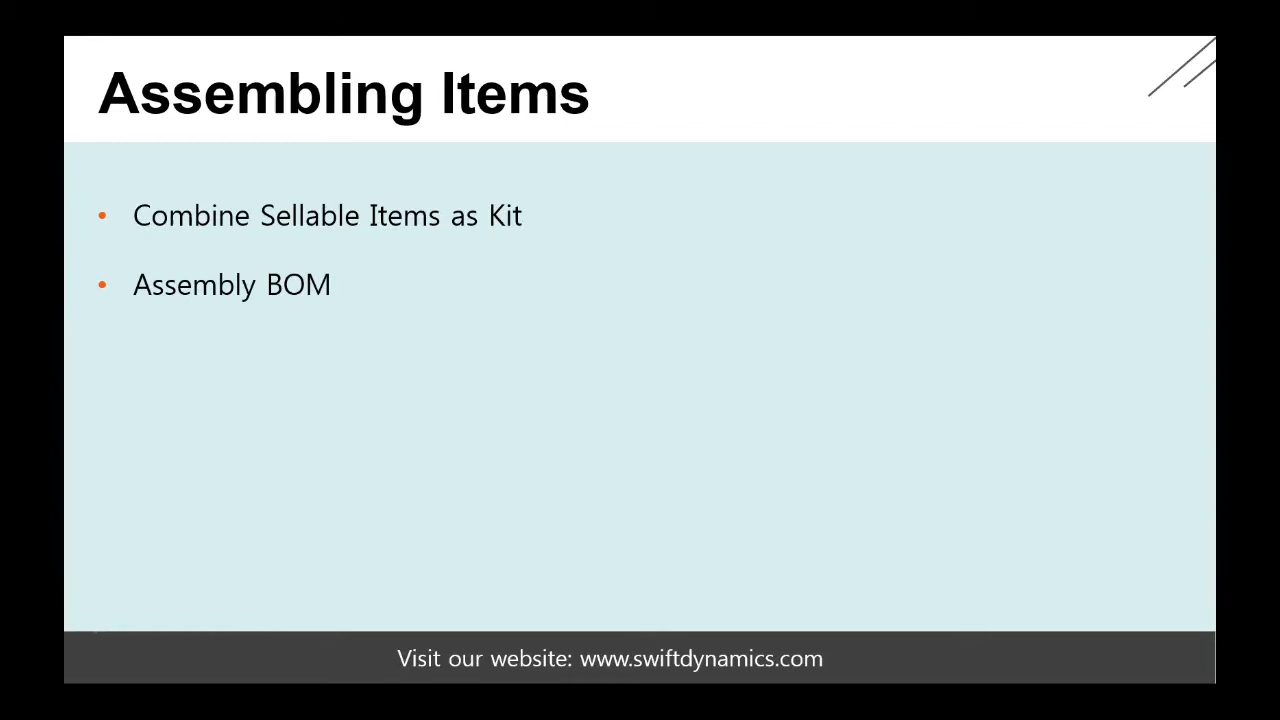 Assembling Items
• Combine Sellable Items as Kit
• Assembly BOM
Visit our website: www.swiftdynamics.com